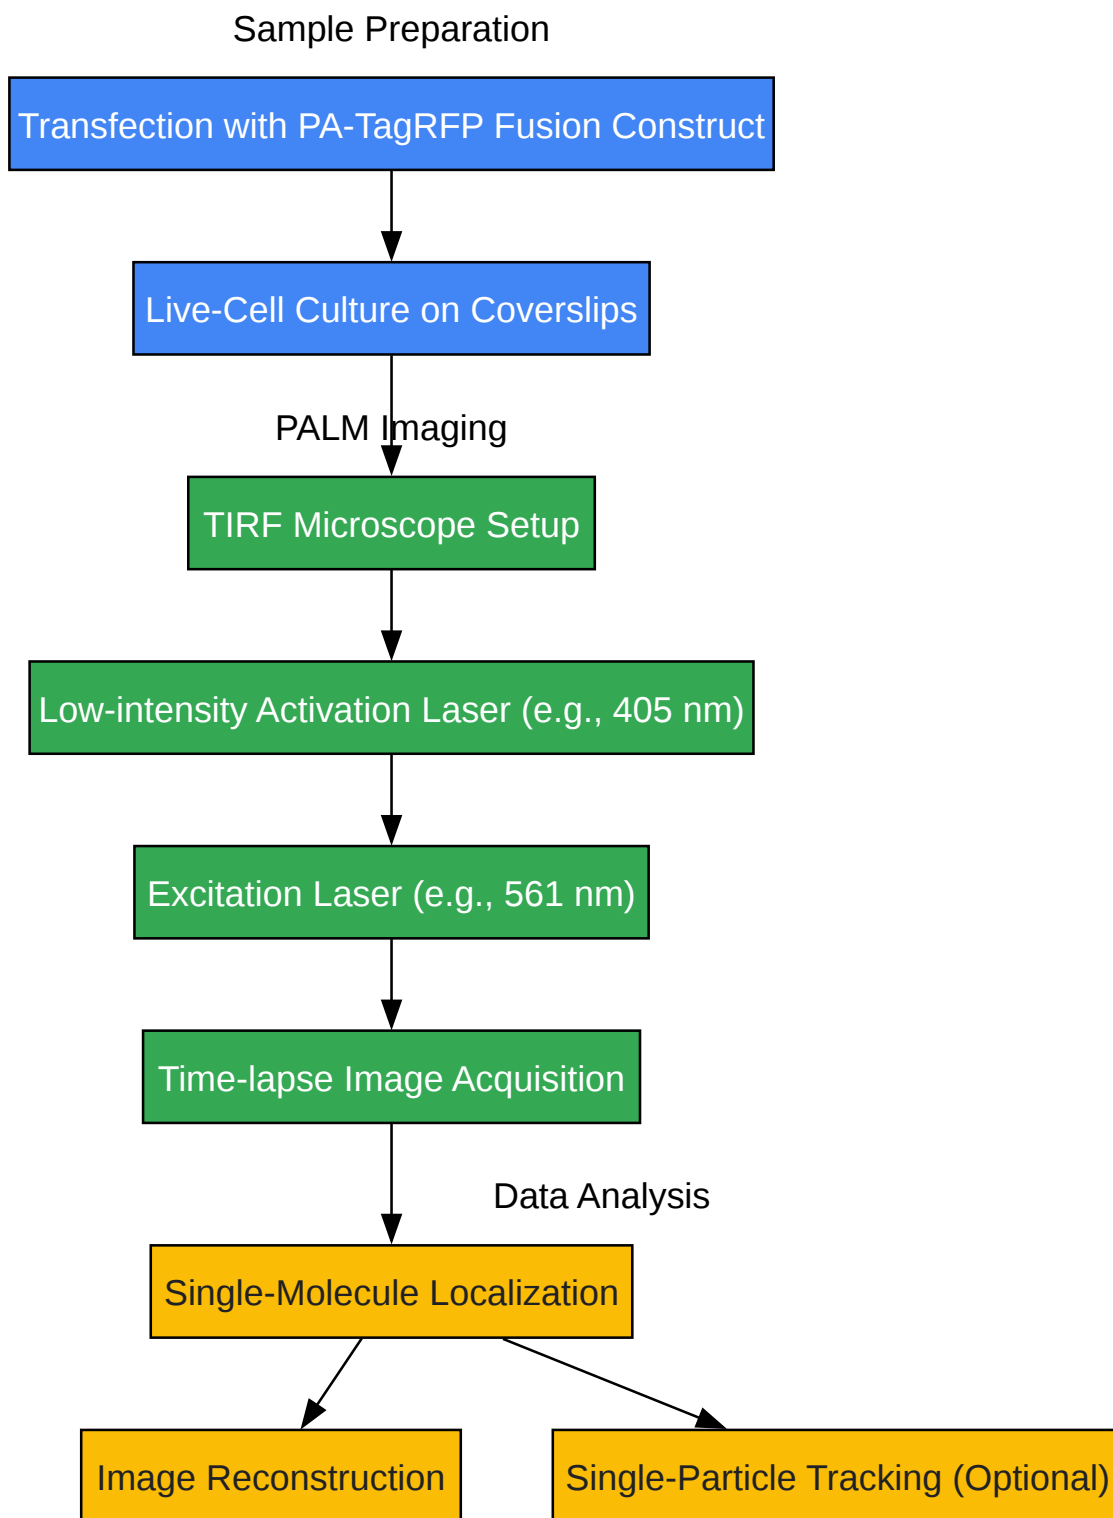 Sample Preparation
Transfection with PA-TagRFP Fusion Construct
Live-Cell Culture on Coverslips
PALM Imaging
TIRF Microscope Setup
Low-intensity Activation Laser (e.g., 405 nm)
Excitation Laser (e.g., 561 nm)
Time-lapse Image Acquisition
Data Analysis
Single-Molecule Localization
Image Reconstruction
Single-Particle Tracking (Optional)